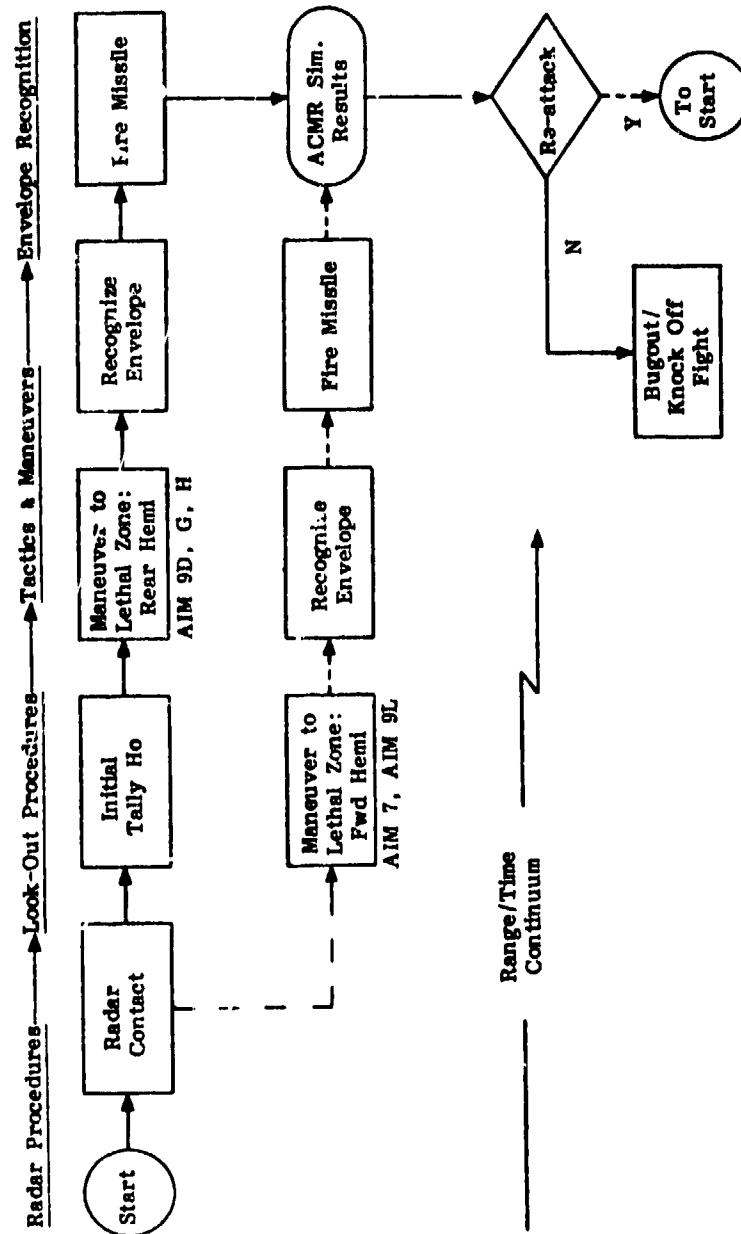 Radar Procedures Look-Out Procedures Tactics & Maneuvers Envelope Recognition
Start
Radar
Contact
Initial
Tally Ho
Maneuver to
Lethal Zone:
Rear Hemi
AIM 9D, G, H
Recognize
Envelope
Fire Missile
Maneuver to
Lethal Zone:
Fwd Hemi
AIM 7, AIM 9L
Recognize
Envelope
Fire Missile
ACMR Sim.
Results
Re-attack
N
Y
Bugout/
Knock Off
Fight
To
Start
Range/Time
Continuum